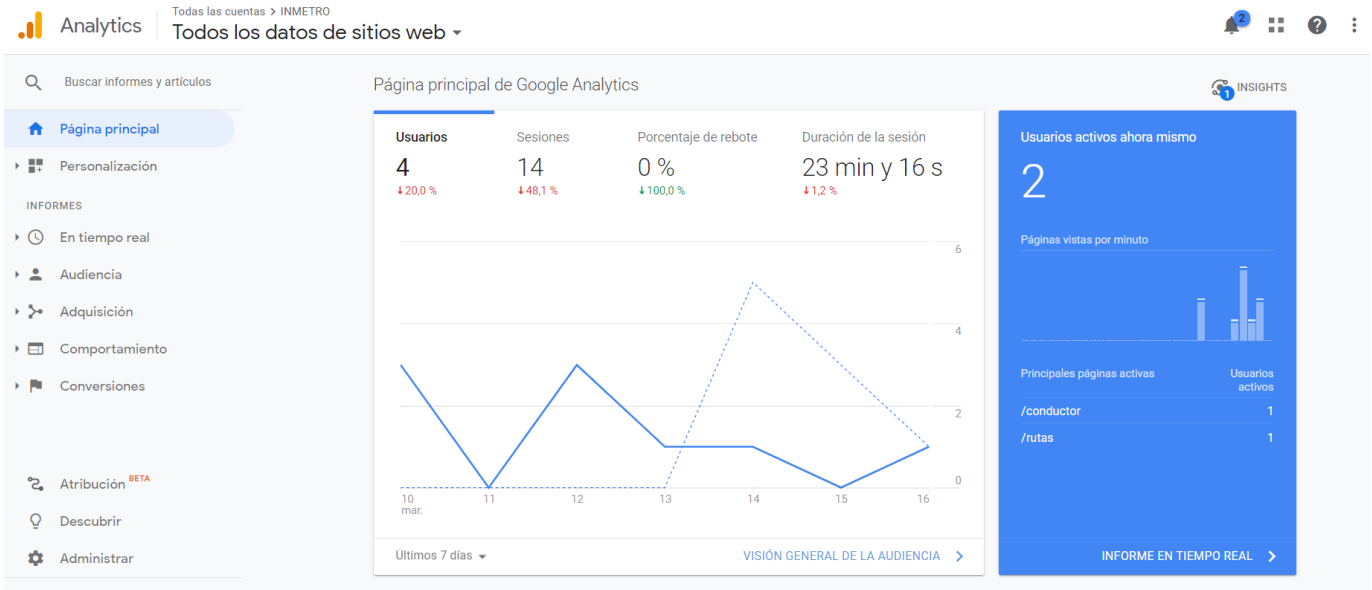 Analytics
Todas las cuentas > INMETRO
Todos los datos de sitios web
2
Buscar informes y artículos
Página principal
Personalización
INFORMES
En tiempo real
Audiencia
Adquisición
Comportamiento
Conversiones
Atribución BETA
Descubrir
Administrar
Página principal de Google Analytics
1 INSIGHTS
Usuarios
4
↓20,0 %
Sesiones
14
↓48,1 %
Porcentaje de rebote
0 %
↓100,0 %
Duración de la sesión
23 min y 16 s
↓1,2 %
6
4
2
0
10 11 12 13 14 15 16
mar.
Últimos 7 días
VISIÓN GENERAL DE LA AUDIENCIA
Usuarios activos ahora mismo
2
Páginas vistas por minuto
Principales páginas activas Usuarios
activos
/conductor 1
/rutas 1
INFORME EN TIEMPO REAL